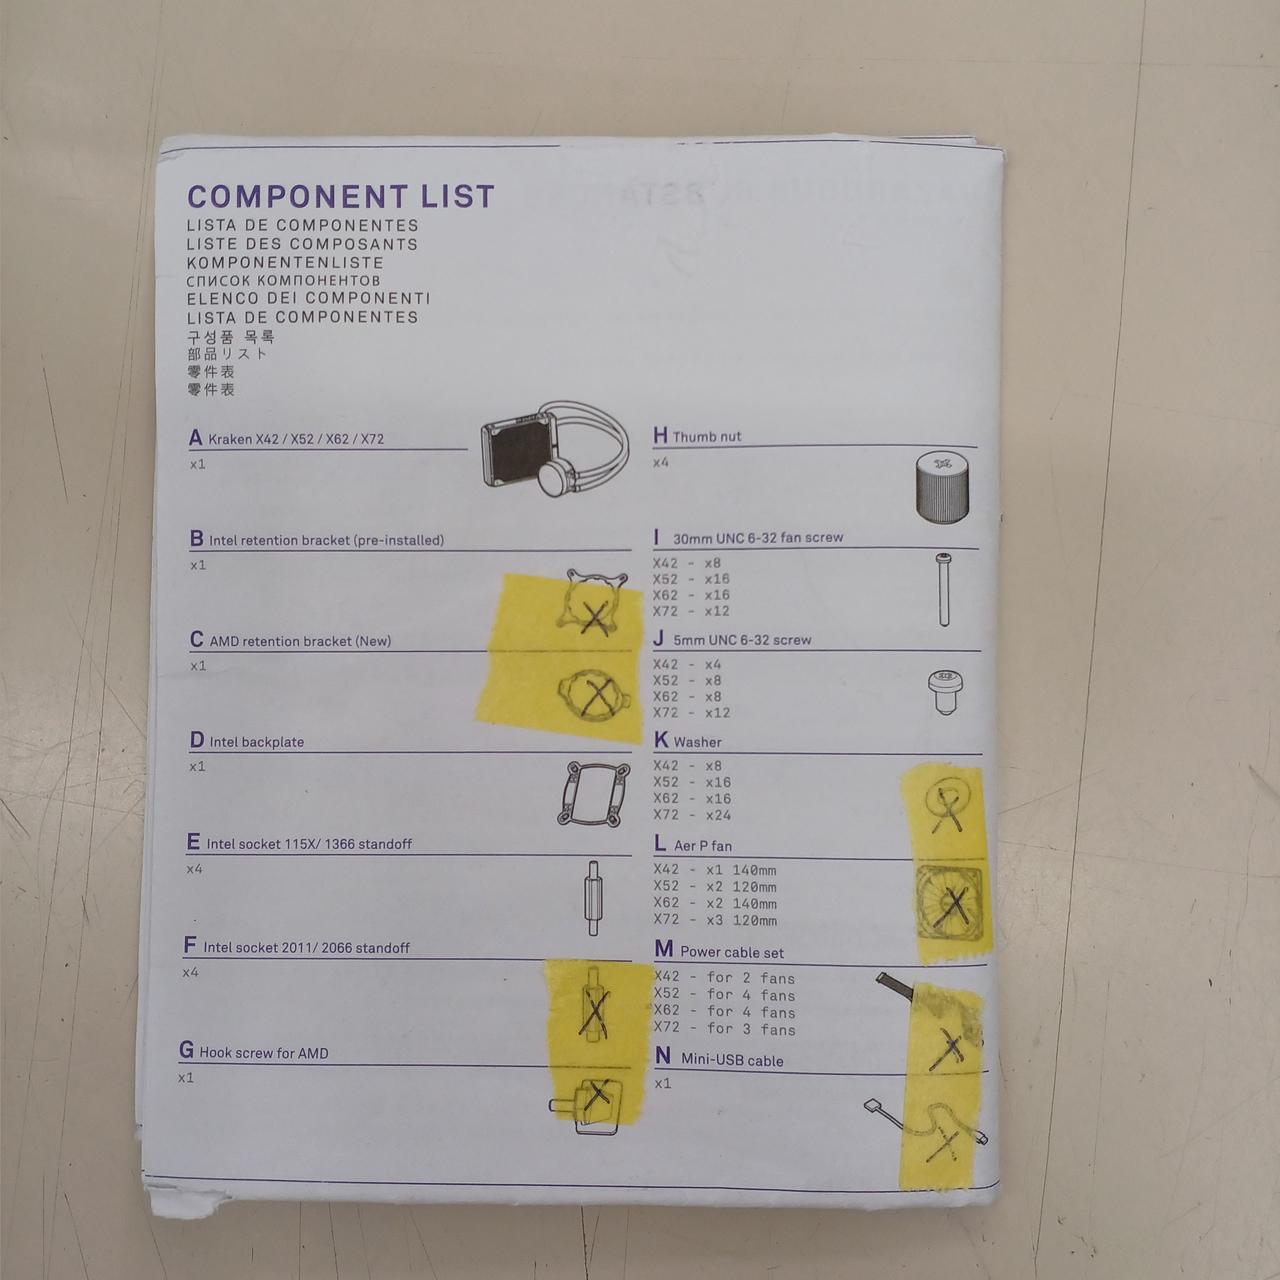 COMPONENT LIST
LISTA DE COMPONENTES
LISTE DES COMPOSANTS
KOMPONENTENLISTE
СПИСОК КОМПОНЕНТОВ
ELENCO DEI COMPONENTI
LISTA DE COMPONENTES
구성품 목록
部品リスト
零件表
零件表
A Kraken X42 / X52 / X62 / X72
x1
B Intel retention bracket (pre-installed)
x1
C AMD retention bracket (New)
x1
D Intel backplate
x1
E Intel socket 115X/ 1366 standoff
x4
F Intel socket 2011/ 2066 standoff
x4
G Hook screw for AMD
x1
H Thumb nut
x4
I 30mm UNC 6-32 fan screw
X42 - x8
X52 - x16
X62 - x16
X72 - x12
J 5mm UNC 6-32 screw
X42 - x4
X52 - x8
X62 - x8
X72 - x12
K Washer
X42 - x8
X52 - x16
X62 - x16
X72 - x24
L Aer P fan
X42 - x1 140mm
X52 - x2 120mm
X62 - x2 140mm
X72 - x3 120mm
M Power cable set
X42 - for 2 fans
X52 - for 4 fans
X62 - for 4 fans
X72 - for 3 fans
N Mini-USB cable
x1